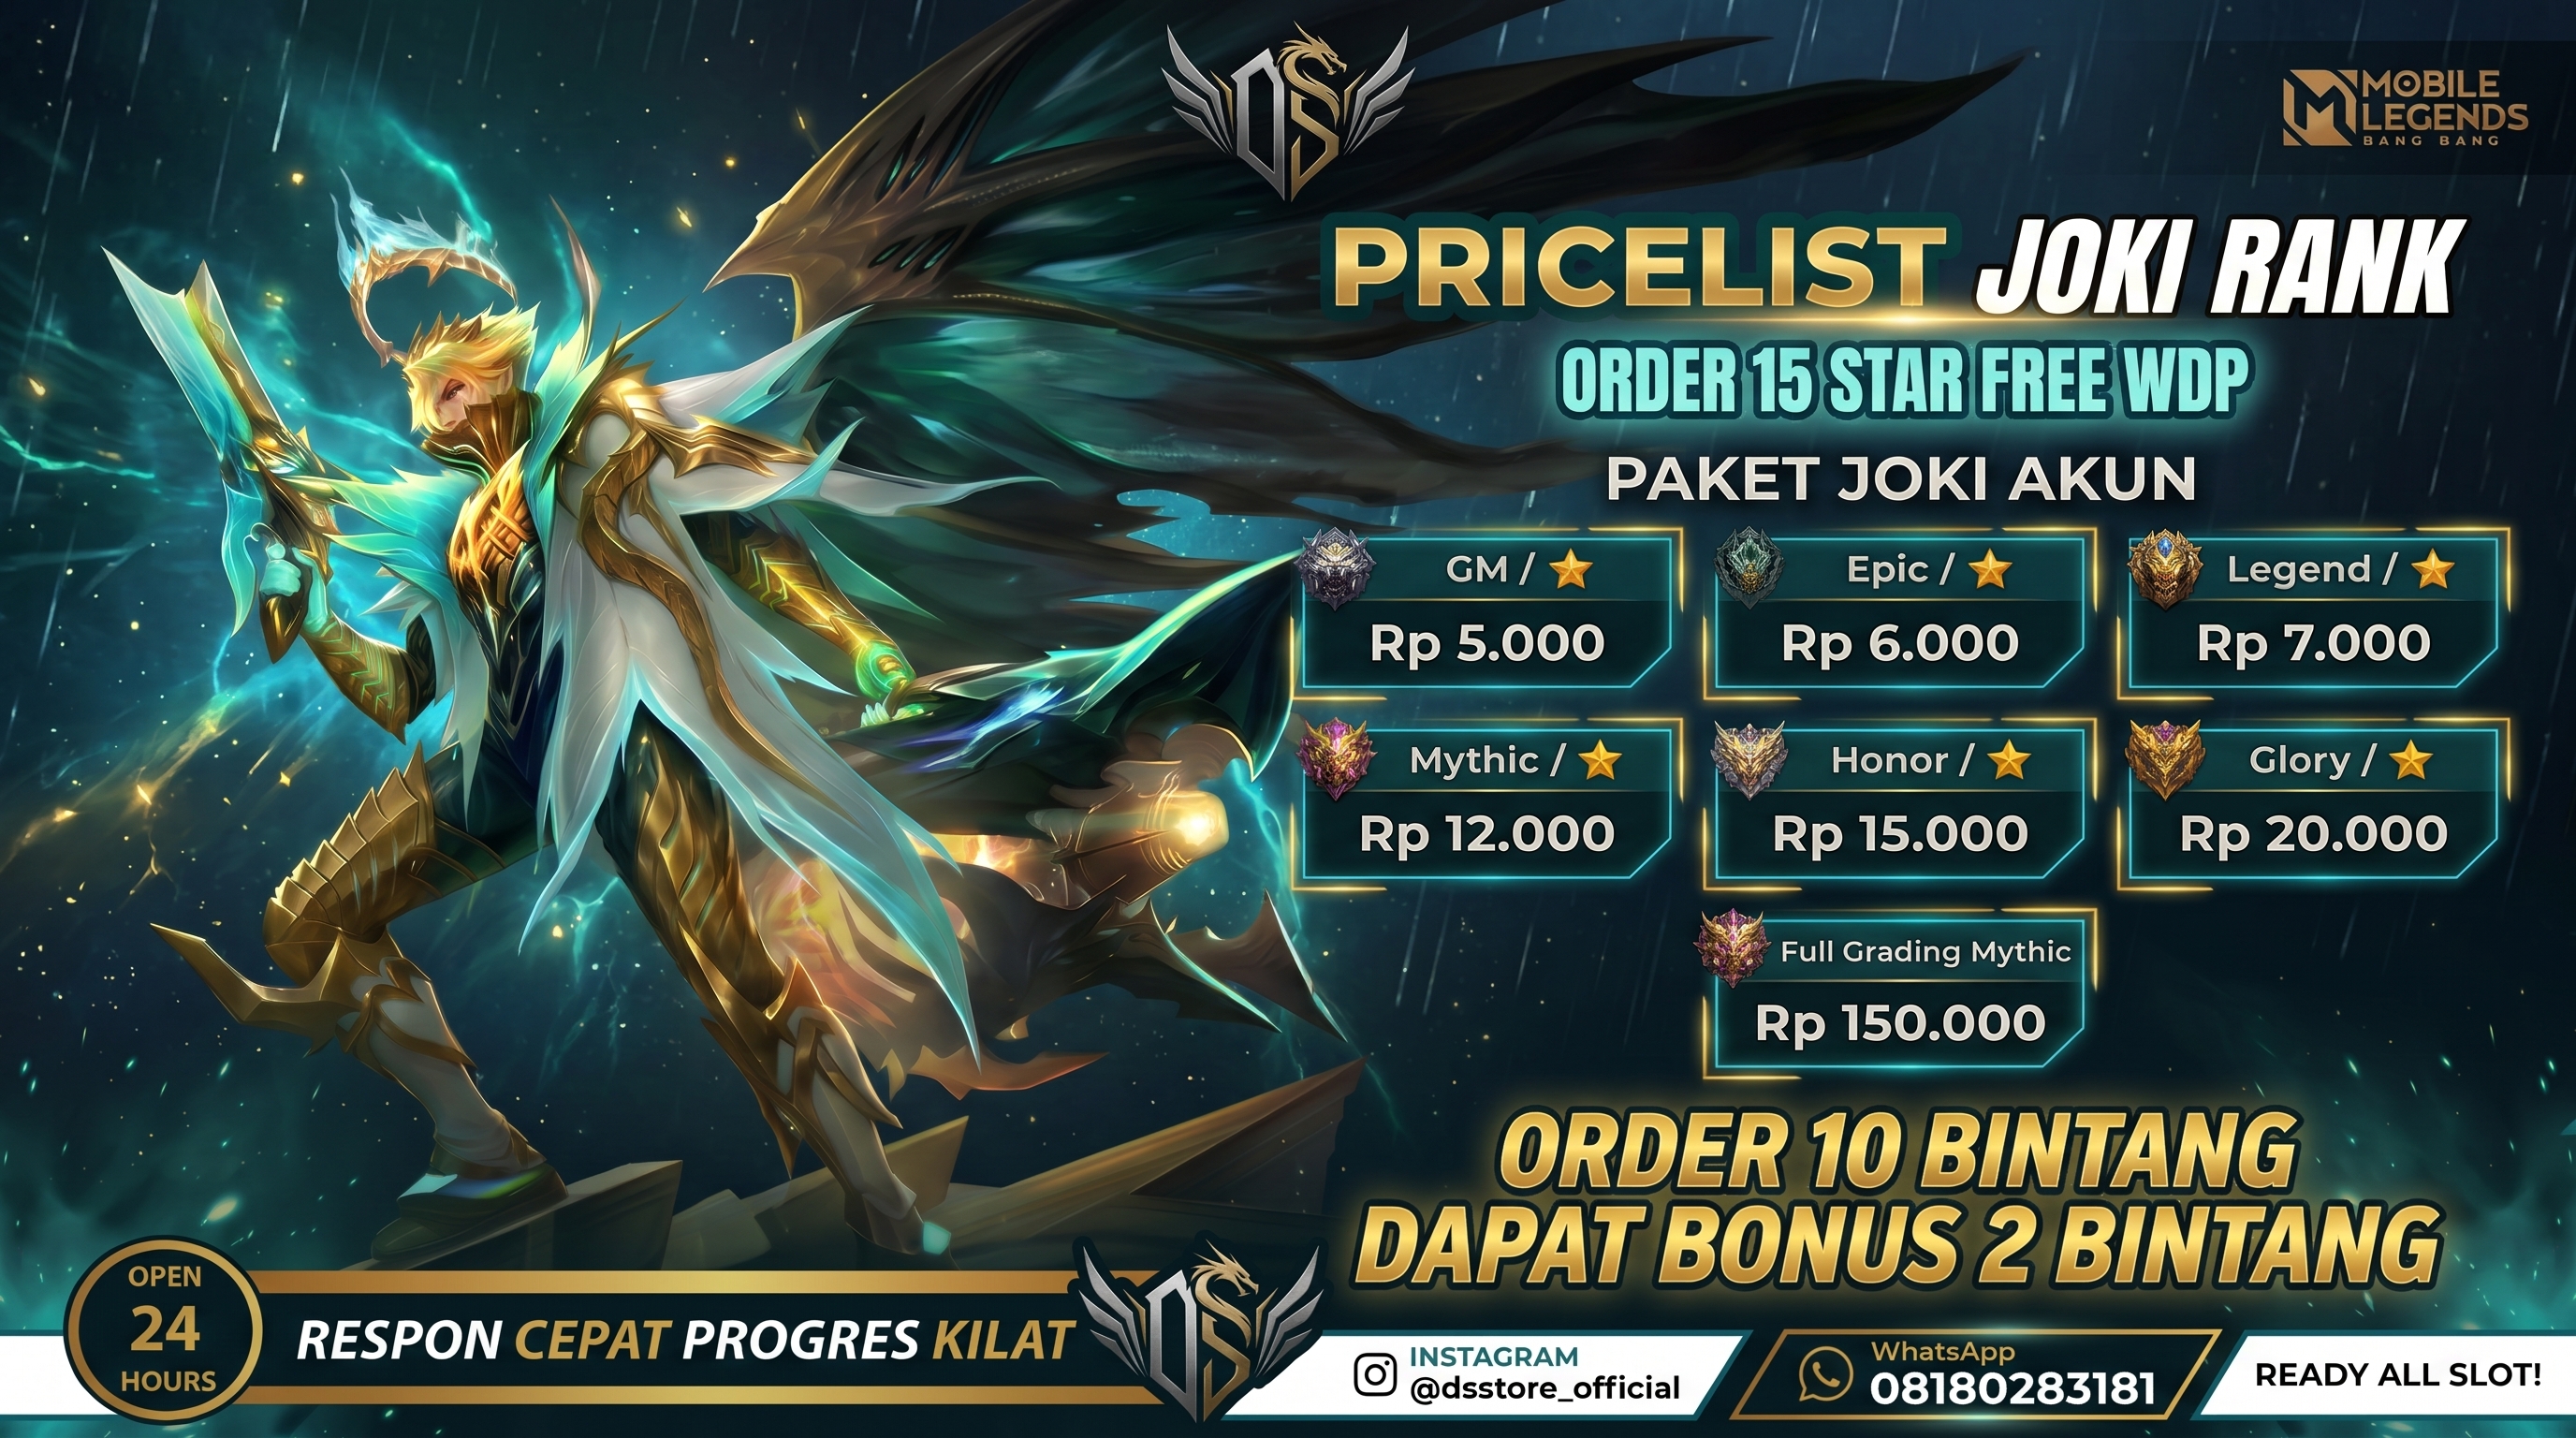 DS
MOBILE
LEGENDS
BANG BANG
PRICELIST JOKI RANK
ORDER 15 STAR FREE WDP
PAKET JOKI AKUN
GM /
Rp 5.000
Epic /
Rp 6.000
Legend /
Rp 7.000
Mythic /
Rp 12.000
Honor /
Rp 15.000
Glory /
Rp 20.000
Full Grading Mythic
Rp 150.000
ORDER 10 BINTANG
DAPAT BONUS 2 BINTANG
OPEN
24
HOURS
RESPON CEPAT PROGRES KILAT
DS
INSTAGRAM
@dsstore_official
WhatsApp
08180283181
READY ALL SLOT!